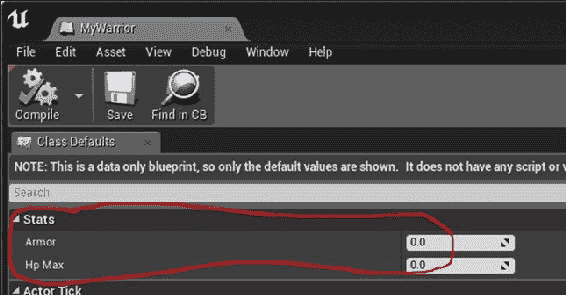 MyWarrior
File Edit Asset View Debug Window Help
Compile Save Find in CB
Class Defaults
NOTE: This is a data only blueprint, so only the default values are shown. It does not have any script or v
Search
Stats
Armor 0.0
Hp Max 0.0
Actor Tick